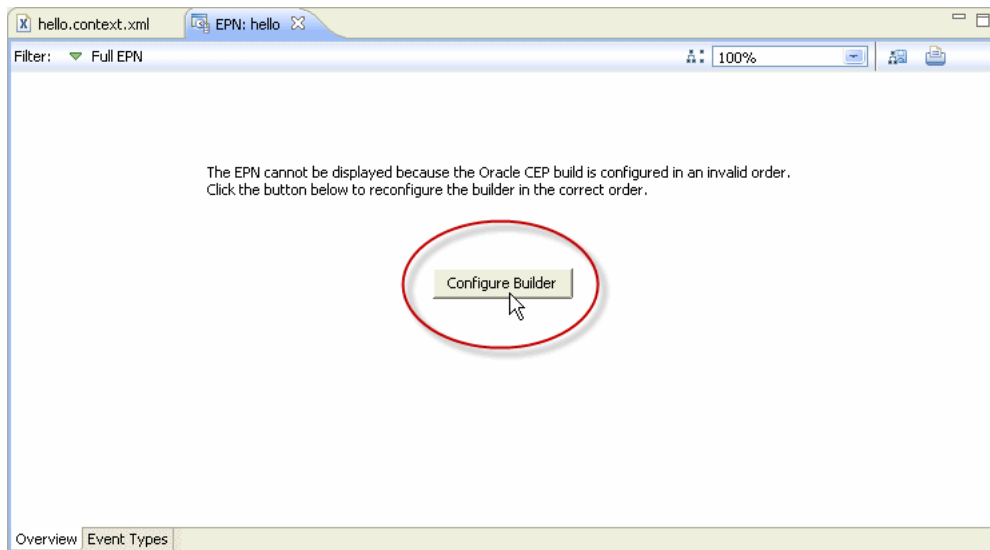 hello.context.xml EPN: hello
Filter: Full EPN 100%
The EPN cannot be displayed because the Oracle CEP build is configured in an invalid order.
Click the button below to reconfigure the builder in the correct order.
Configure Builder
Overview Event Types